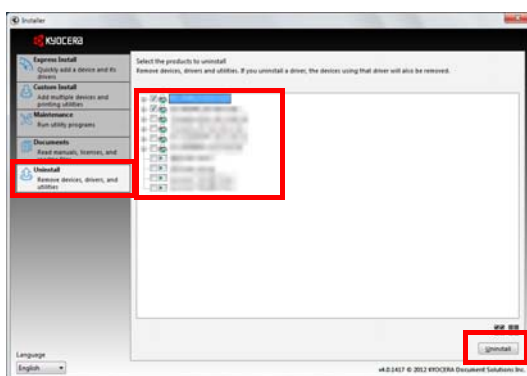 Installer
KYOCERA
Express Install
Quickly add a device and its
drivers
Custom Install
Add multiple devices and
printing utilities
Maintenance
Run utility programs
Documents
Read manuals, licenses, and
Uninstall
Remove devices, drivers, and
utilities
Select the products to uninstall
Remove devices, drivers and utilities. If you uninstall a driver, the devices using that driver will also be removed.
Uninstall
Language
English
v4.0.1417 © 2012 KYOCERA Document Solutions Inc.